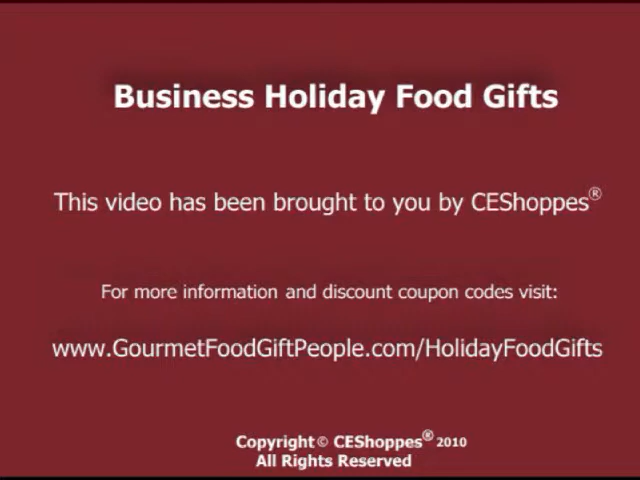 Business Holiday Food Gifts
This video has been brought to you by CEShoppes®
For more information and discount coupon codes visit:
www.GourmetFoodGiftPeople.com/HolidayFoodGifts
Copyright© CEShoppes® 2010
All Rights Reserved